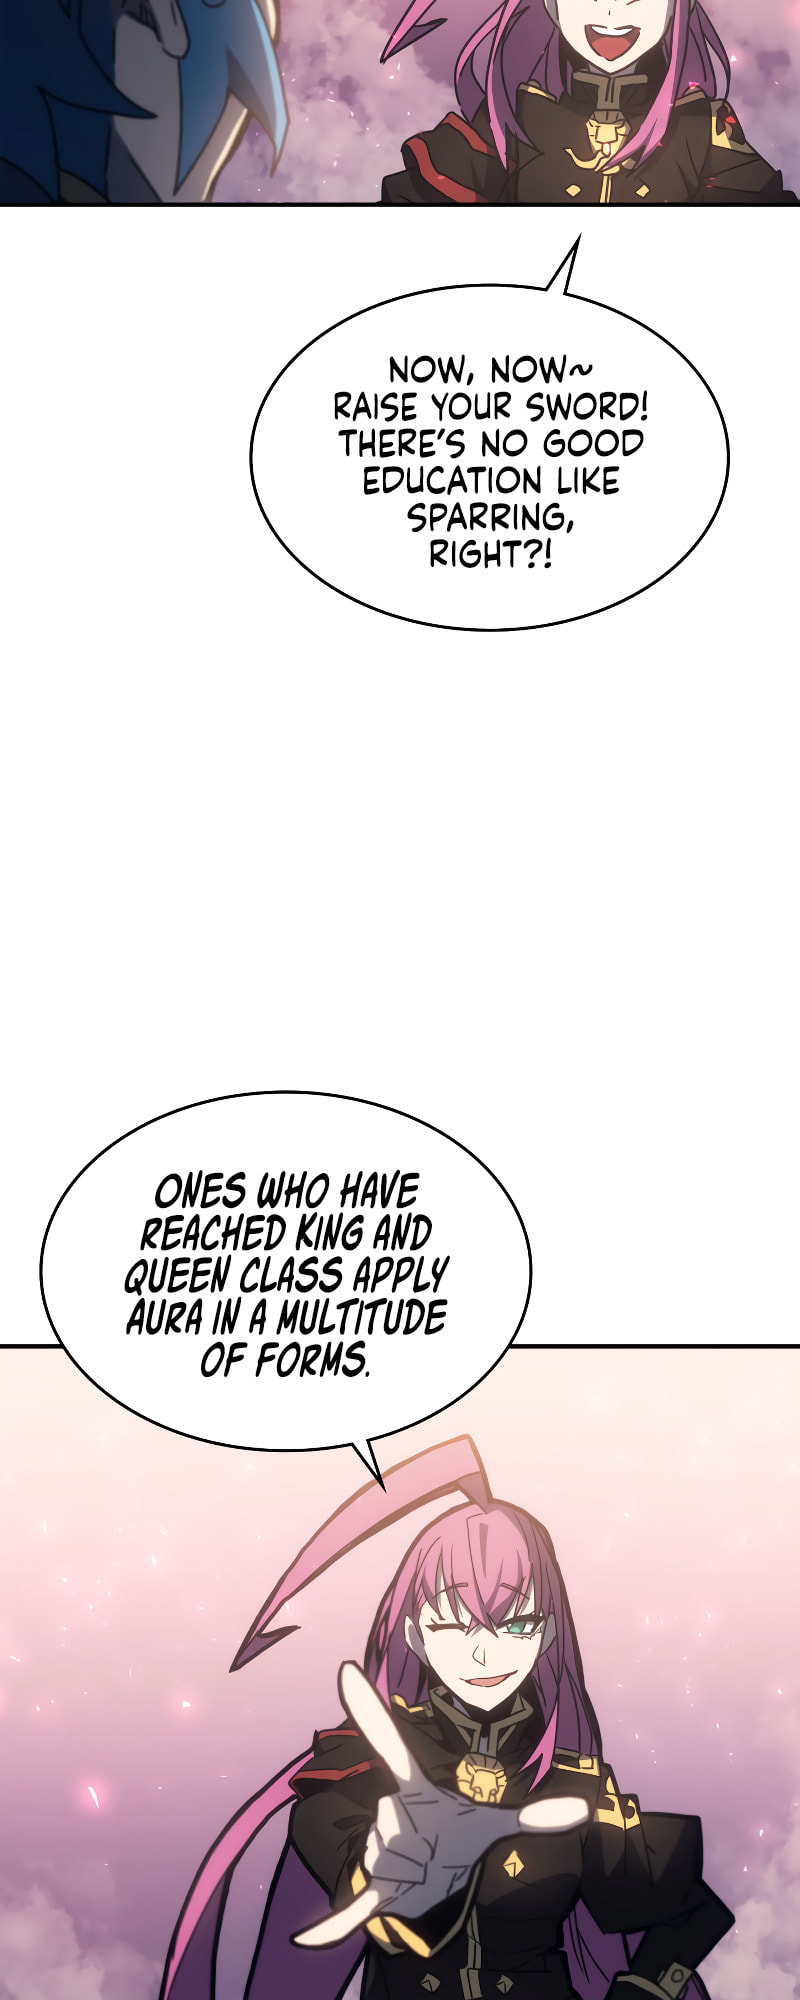 NOW, NOW~
RAISE YOUR SWORD!
THERE'S NO GOOD
EDUCATION LIKE
SPARRING,
RIGHT?!
ONES WHO HAVE
REACHED KING AND
QUEEN CLASS APPLY
AURA IN A MULTITUDE
OF FORMS.